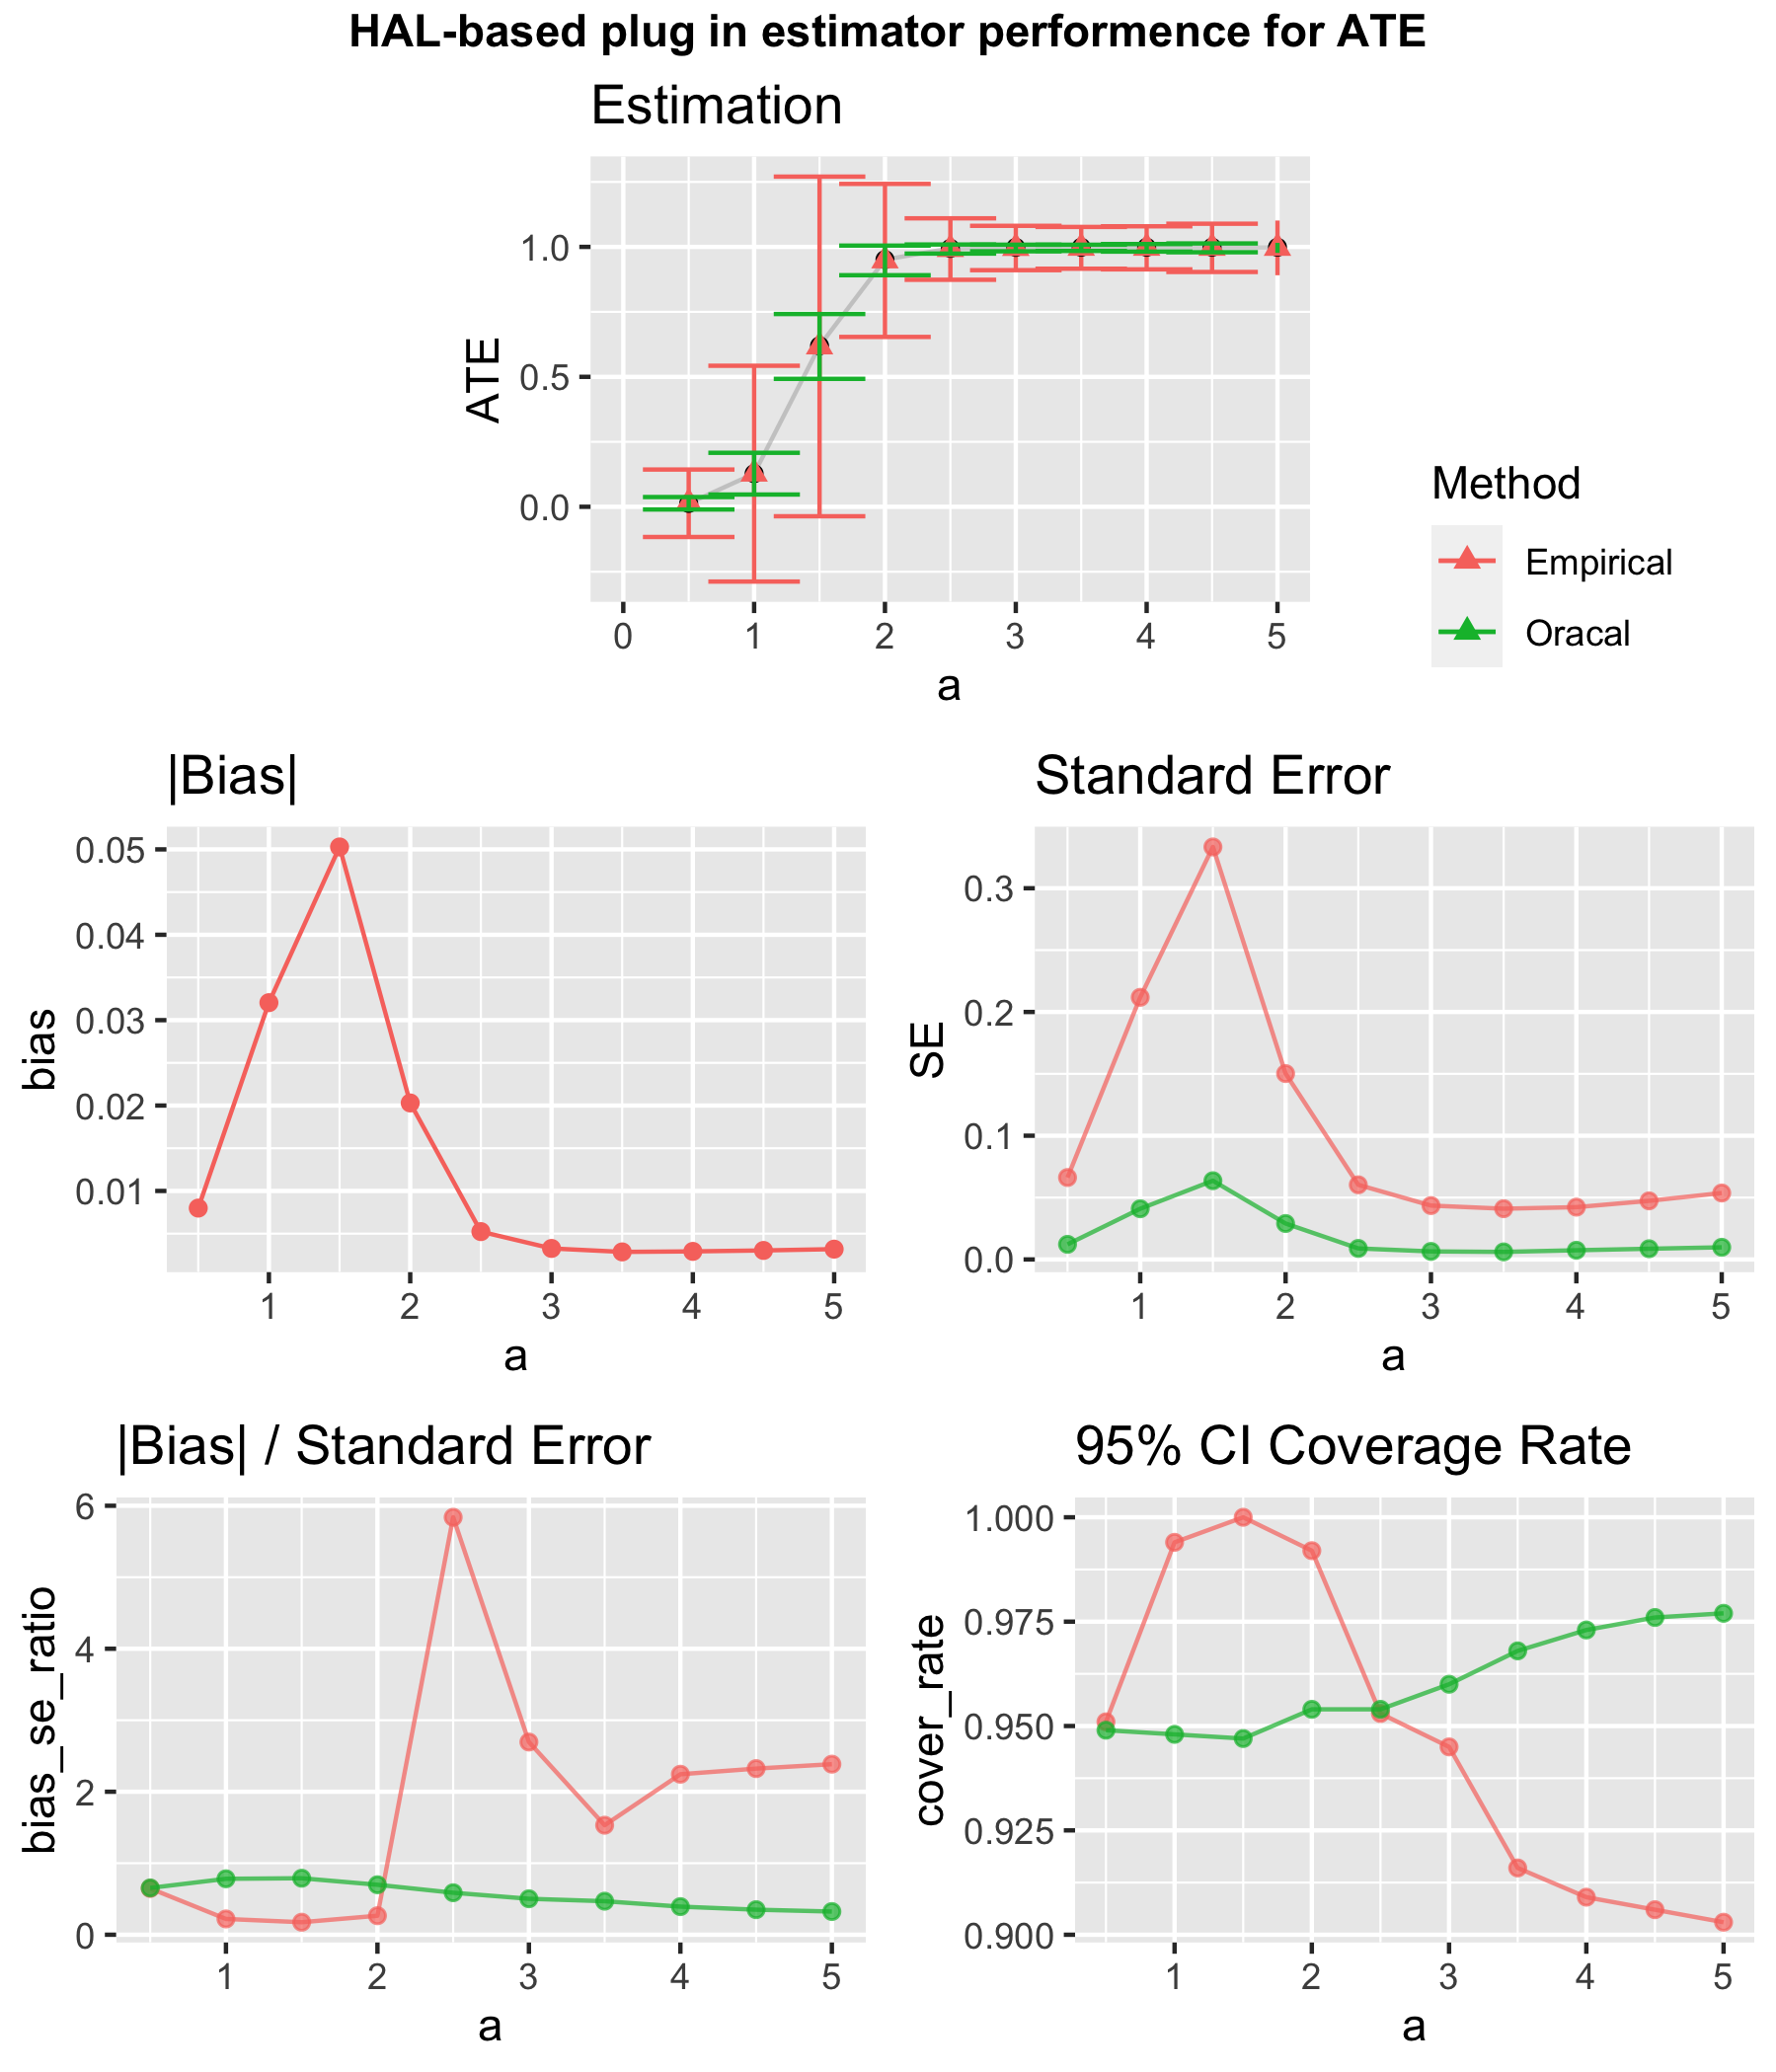 HAL-based plug in estimator performence for ATE
Estimation
ATE
1.0
0.5
0.0
0 1 2 3 4 5
a
Method
Empirical
Oracal
|Bias|
bias
0.05
0.04
0.03
0.02
0.01
1 2 3 4 5
a
Standard Error
SE
0.3
0.2
0.1
0.0
1 2 3 4 5
a
|Bias| / Standard Error
bias_se_ratio
6
4
2
0
1 2 3 4 5
a
95% CI Coverage Rate
cover_rate
1.000
0.975
0.950
0.925
0.900
1 2 3 4 5
a